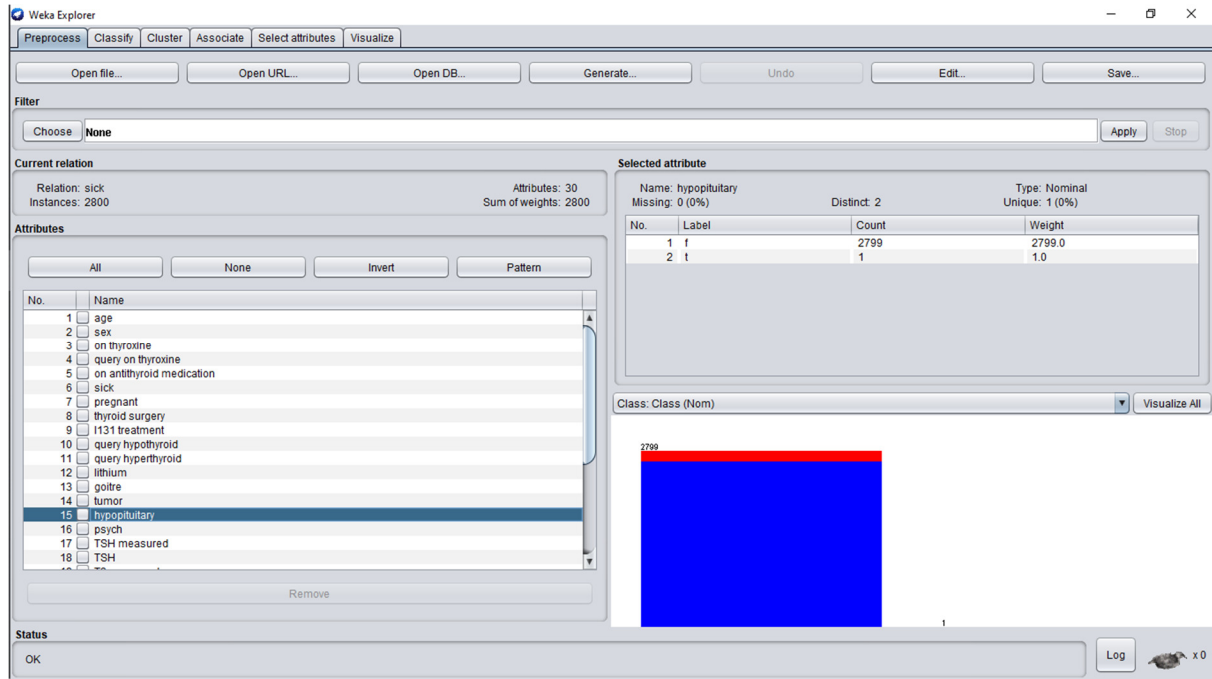 Weka Explorer
Preprocess Classify Cluster Associate Select attributes Visualize
Open file... Open URL... Open DB... Generate... Undo Edit... Save...
Filter
Choose None Apply Stop
Current relation
Relation: sick Attributes: 30
Instances: 2800 Sum of weights: 2800
Attributes
All None Invert Pattern
No. Name
1 age
2 sex
3 on thyroxine
4 query on thyroxine
5 on antithyroid medication
6 sick
7 pregnant
8 thyroid surgery
9 I131 treatment
10 query hypothyroid
11 query hyperthyroid
12 lithium
13 goitre
14 tumor
15 hypopituitary
16 psych
17 TSH measured
18 TSH
Remove
Selected attribute
Name: hypopituitary Type: Nominal
Missing: 0 (0%) Distinct: 2 Unique: 1 (0%)
No. Label Count Weight
1 f 2799 2799.0
2 t 1 1.0
Class: Class (Nom) Visualize All
2799
1
Status
OK Log x 0